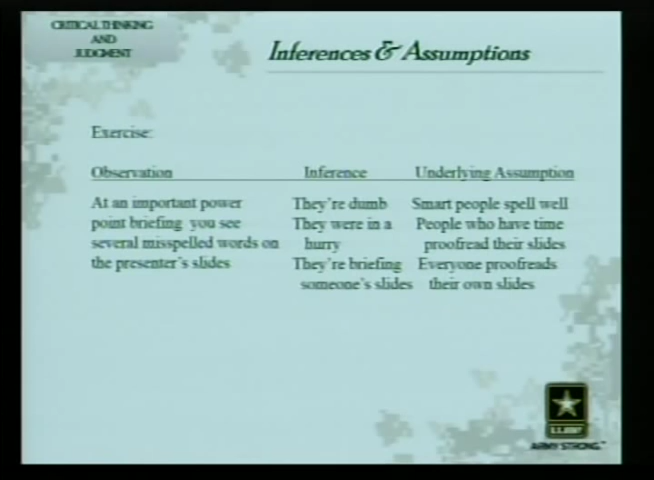 CRITICAL THINKING
AND
JUDGMENT
Inferences & Assumptions
Exercise:
Observation Inference Underlying Assumption
At an important power They're dumb Smart people spell well
point briefing you see They were in a People who have time
several misspelled words on hurry proofread their slides
the presenter's slides They're briefing Everyone proofreads
someone's slides their own slides
U.S. ARMY
ARMY STRONG.™